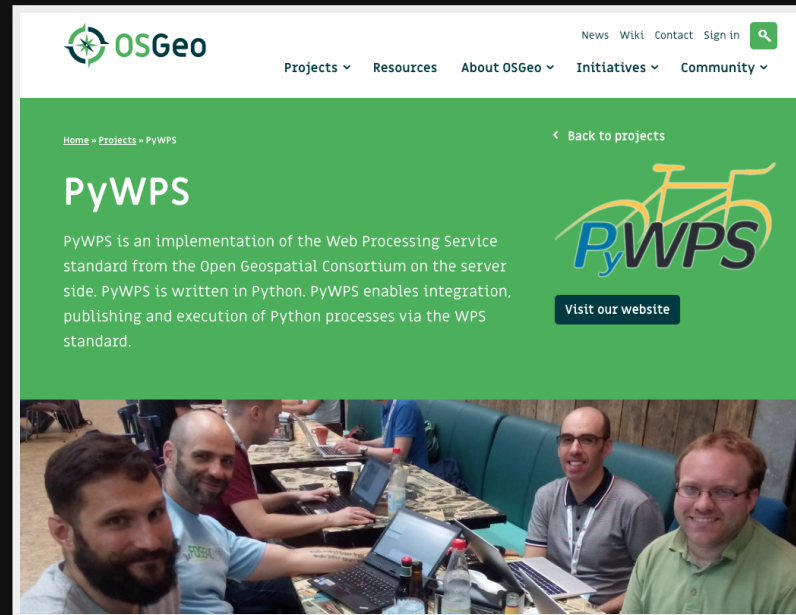 OSGeo
News Wiki Contact Sign in
Projects Resources About OSGeo Initiatives Community
Home » Projects » PyWPS
Back to projects
PyWPS
PyWPS is an implementation of the Web Processing Service
standard from the Open Geospatial Consortium on the server
side. PyWPS is written in Python. PyWPS enables integration,
publishing and execution of Python processes via the WPS
standard.
PyWPS
Visit our website